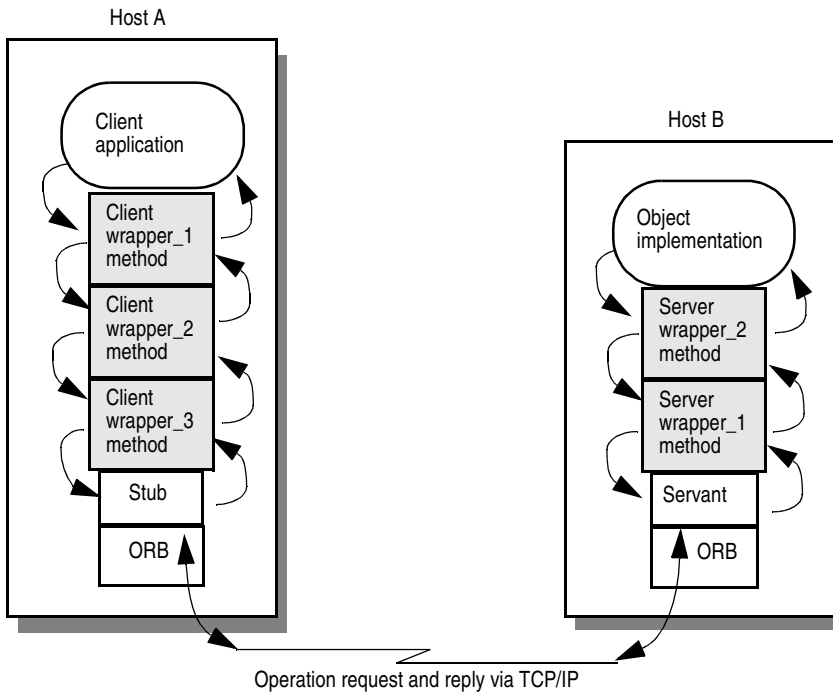 Host A
Client
application
Client
wrapper_1
method
Client
wrapper_2
method
Client
wrapper_3
method
Stub
ORB
Host B
Object
implementation
Server
wrapper_2
method
Server
wrapper_1
method
Servant
ORB
Operation request and reply via TCP/IP